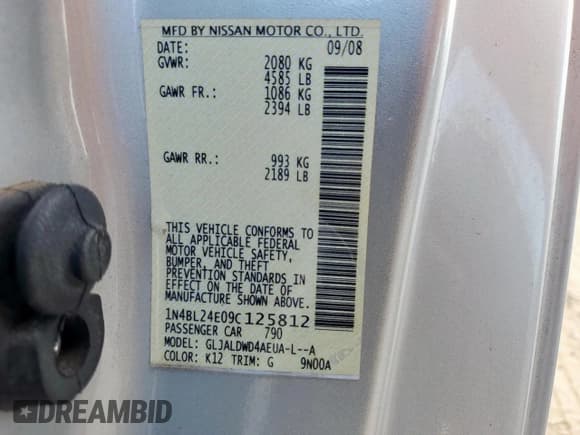 MFD BY NISSAN MOTOR CO., LTD.
DATE: 09/08
GVWR: 2080 KG
4585 LB
GAWR FR.: 1086 KG
2394 LB
GAWR RR.: 993 KG
2189 LB
THIS VEHICLE CONFORMS TO
ALL APPLICABLE FEDERAL
MOTOR VEHICLE SAFETY,
BUMPER, AND THEFT
PREVENTION STANDARDS IN
EFFECT ON THE DATE OF
MANUFACTURE SHOWN ABOVE.
1N4BL24E09C125812
PASSENGER CAR 790
MODEL: GLJALDWD4AEUA-L--A
COLOR: K12 TRIM: G 9N00A
DREAMBID